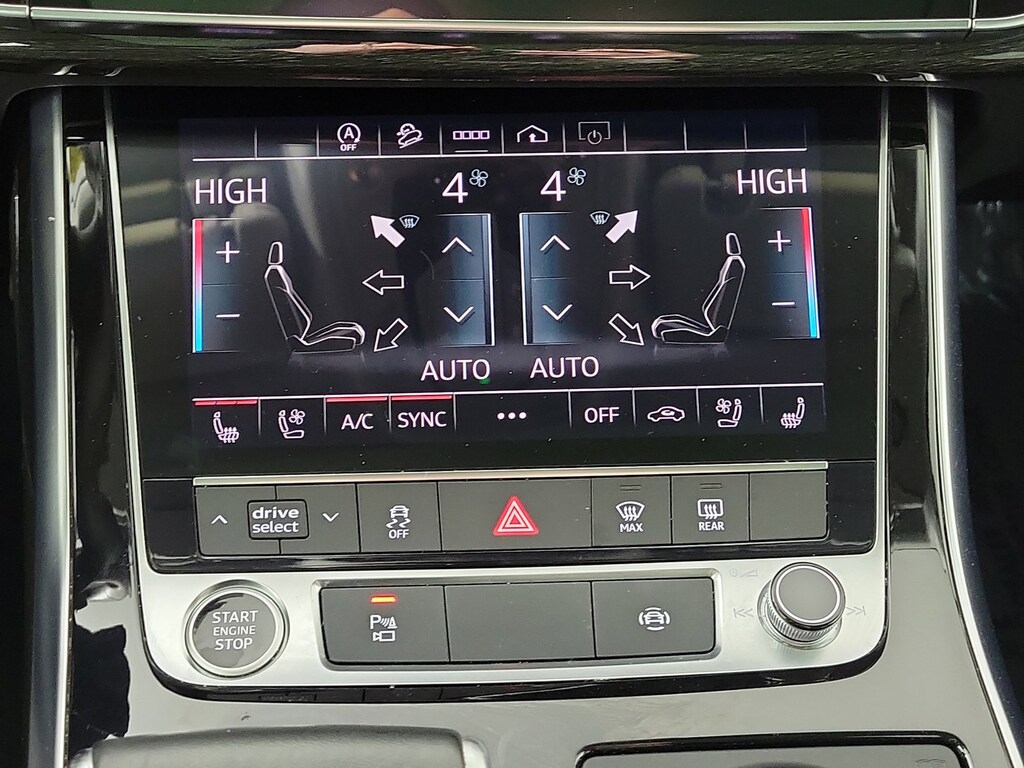 A
OFF
HIGH 4 4 HIGH
+ +
− −
AUTO AUTO
A/C SYNC ••• OFF
drive
select
OFF
MAX
REAR
START
ENGINE
STOP
P